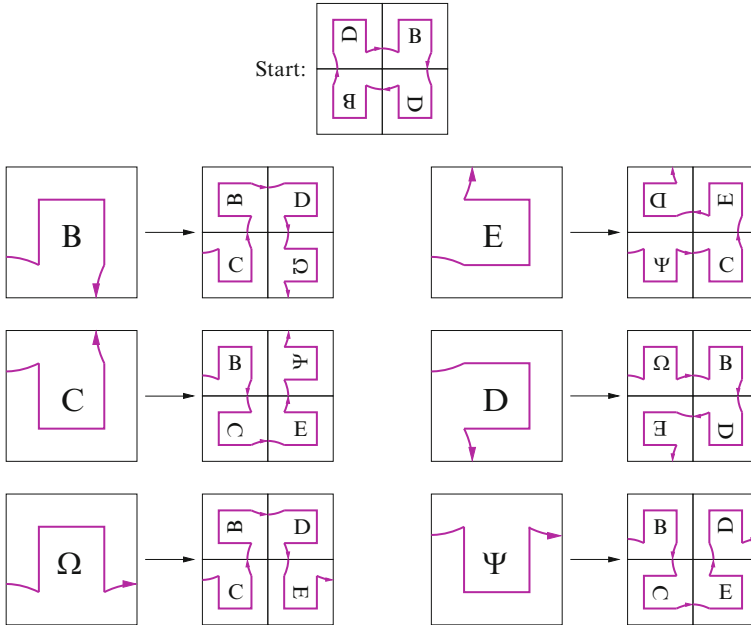 D B
Start:
B D
B B D E D E
C Ω Ψ C
C B Ψ D Ω B
C E E D
Ω B D Ψ B D
C E C E